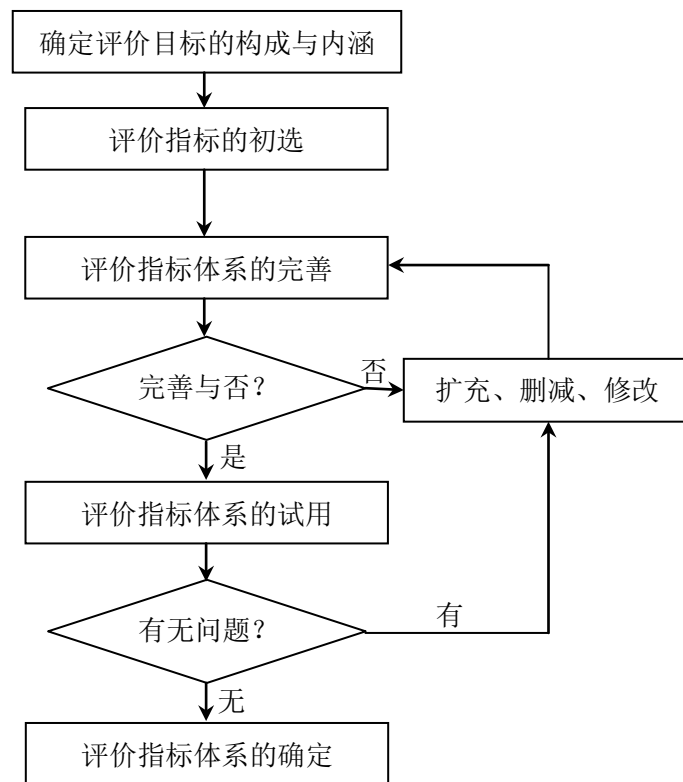 确定评价目标的构成与内涵
评价指标的初选
评价指标体系的完善
完善与否？
否
扩充、删减、修改
是
评价指标体系的试用
有无问题？
有
无
评价指标体系的确定